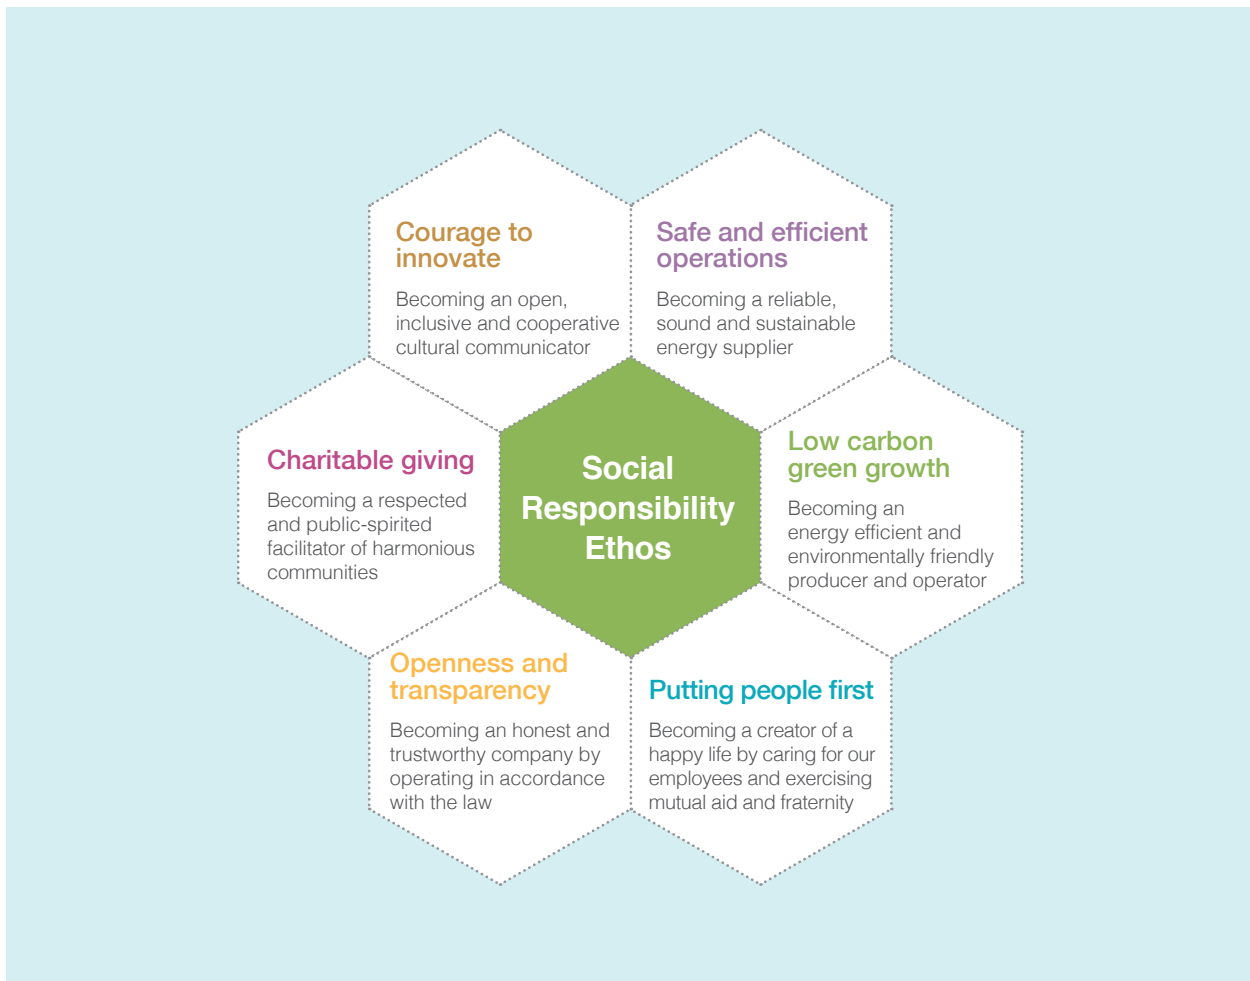 Courage to
innovate
Becoming an open,
inclusive and cooperative
cultural communicator
Safe and efficient
operations
Becoming a reliable,
sound and sustainable
energy supplier
Charitable giving
Becoming a respected
and public-spirited
facilitator of harmonious
communities
Social
Responsibility
Ethos
Low carbon
green growth
Becoming an
energy efficient and
environmentally friendly
producer and operator
Openness and
transparency
Becoming an honest and
trustworthy company by
operating in accordance
with the law
Putting people first
Becoming a creator of a
happy life by caring for our
employees and exercising
mutual aid and fraternity